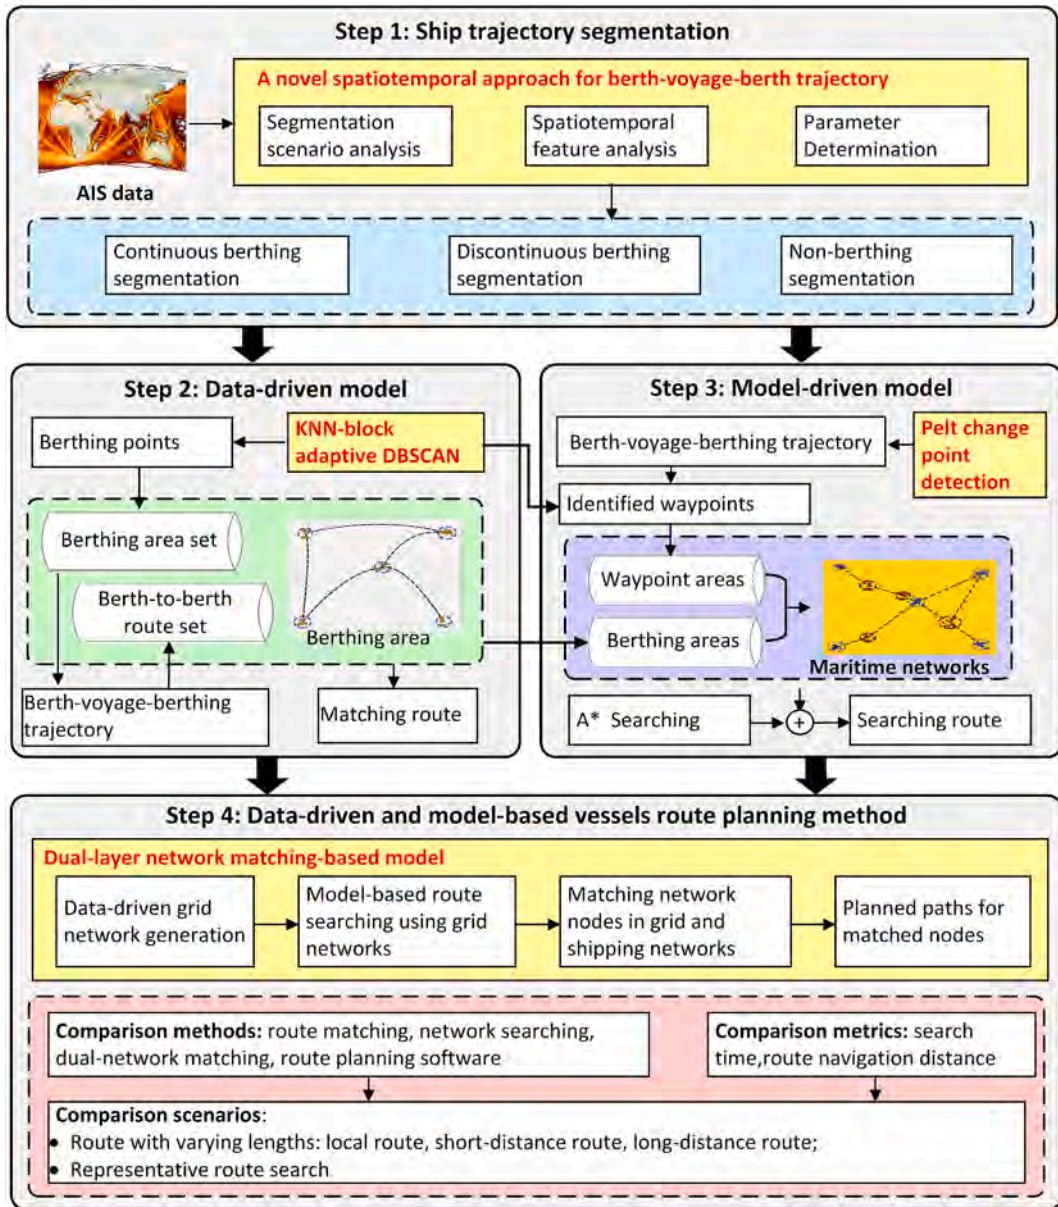 Step 1: Ship trajectory segmentation
A novel spatiotemporal approach for berth-voyage-berth trajectory
AIS data
Segmentation
scenario analysis
Spatiotemporal
feature analysis
Parameter
Determination
Continuous berthing
segmentation
Discontinuous berthing
segmentation
Non-berthing
segmentation
Step 2: Data-driven model
Berthing points
KNN-block
adaptive DBSCAN
Berthing area set
Berth-to-berth
route set
Berthing area
Berth-voyage-berthing
trajectory
Matching route
Step 3: Model-driven model
Berth-voyage-berthing trajectory
Pelt change
point
detection
Identified waypoints
Waypoint areas
Berthing areas
Maritime networks
A* Searching
+
Searching route
Step 4: Data-driven and model-based vessels route planning method
Dual-layer network matching-based model
Data-driven grid
network generation
Model-based route
searching using grid
networks
Matching network
nodes in grid and
shipping networks
Planned paths for
matched nodes
Comparison methods: route matching, network searching,
dual-network matching, route planning software
Comparison metrics: search
time,route navigation distance
Comparison scenarios:
● Route with varying lengths: local route, short-distance route, long-distance route;
● Representative route search